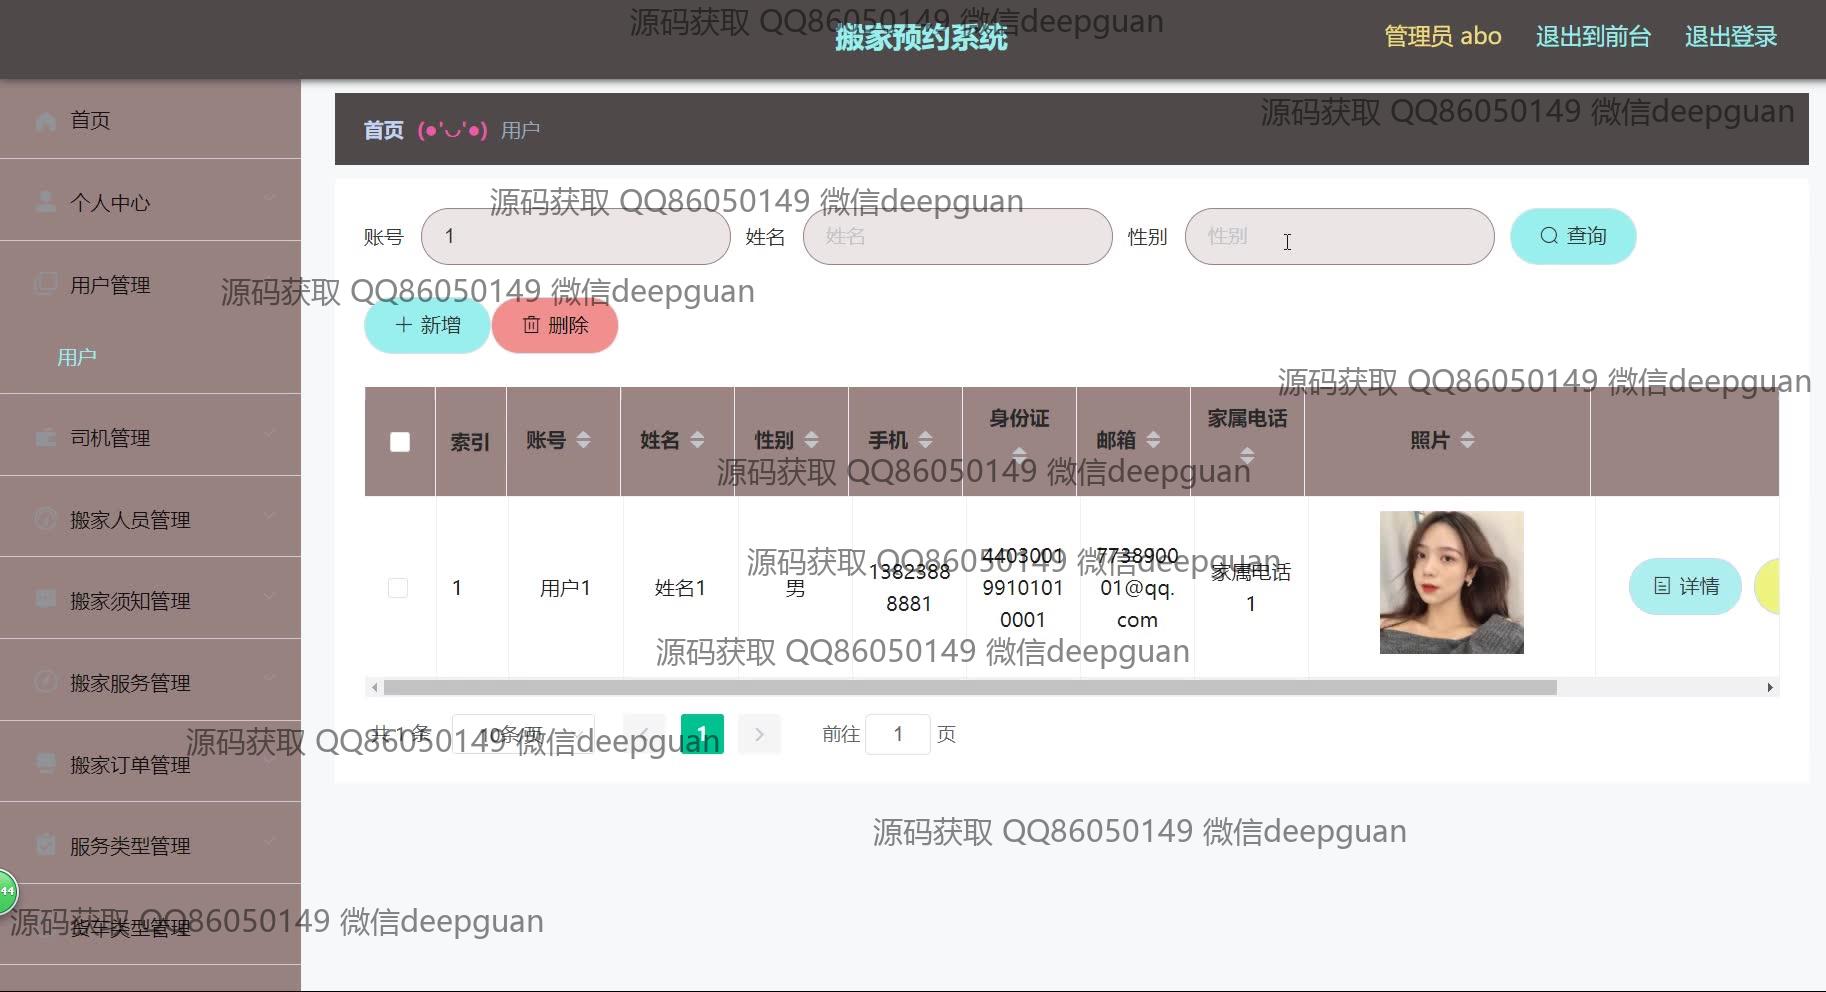 源码获取 QQ86050149 微信deepguan
搬家预约系统
管理员 abo
退出到前台
退出登录
首页
个人中心
用户管理
用户
司机管理
搬家人员管理
搬家须知管理
搬家服务管理
搬家订单管理
服务类型管理
货车类型管理
44
首页 (●'◡'●) 用户
源码获取 QQ86050149 微信deepguan
源码获取 QQ86050149 微信deepguan
账号 1 姓名 姓名 性别 性别 查询
源码获取 QQ86050149 微信deepguan
新增 删除
源码获取 QQ86050149 微信deepguan
索引 账号 姓名 性别 手机 身份证 邮箱 家属电话 照片
源码获取 QQ86050149 微信deepguan
源码获取 QQ86050149 微信deepguan
1
用户1
姓名1
男
1382388
8881
4403001
9910101
0001
7738900
01@qq.
com
家属电话
1
详情
源码获取 QQ86050149 微信deepguan
共 1 条 10条/页 1 前往 1 页
源码获取 QQ86050149 微信deepguan
源码获取 QQ86050149 微信deepguan
源码获取 QQ86050149 微信deepguan